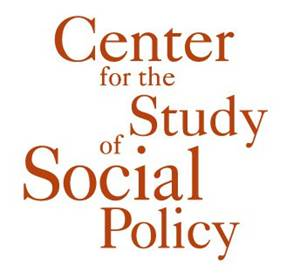 Center
for the
Study
of
Social
Policy